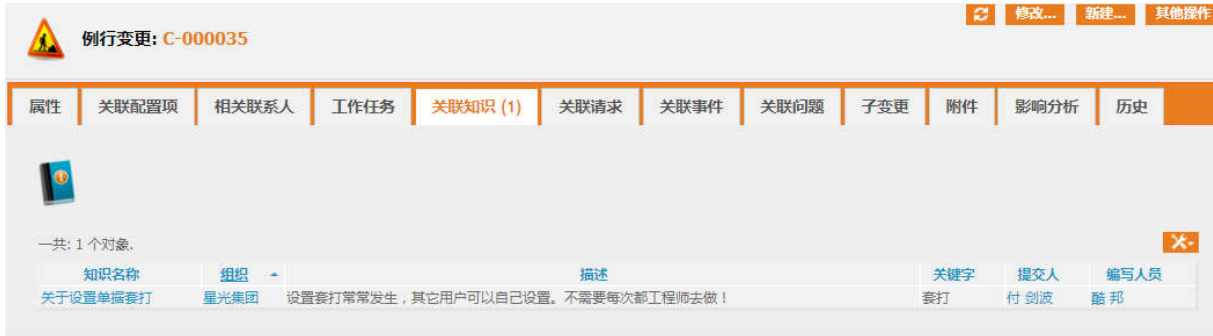 例行变更: C-000035
修改... 新建... 其他操作
属性 关联配置项 相关联系人 工作任务 关联知识 (1) 关联请求 关联事件 关联问题 子变更 附件 影响分析 历史
一共: 1 个对象.
知识名称 组织 描述 关键字 提交人 编写人员
关于设置单据套打 星光集团 设置套打常常发生，其它用户可以自己设置。不需要每次都工程师去做！ 套打 付 剑波 酷 邦